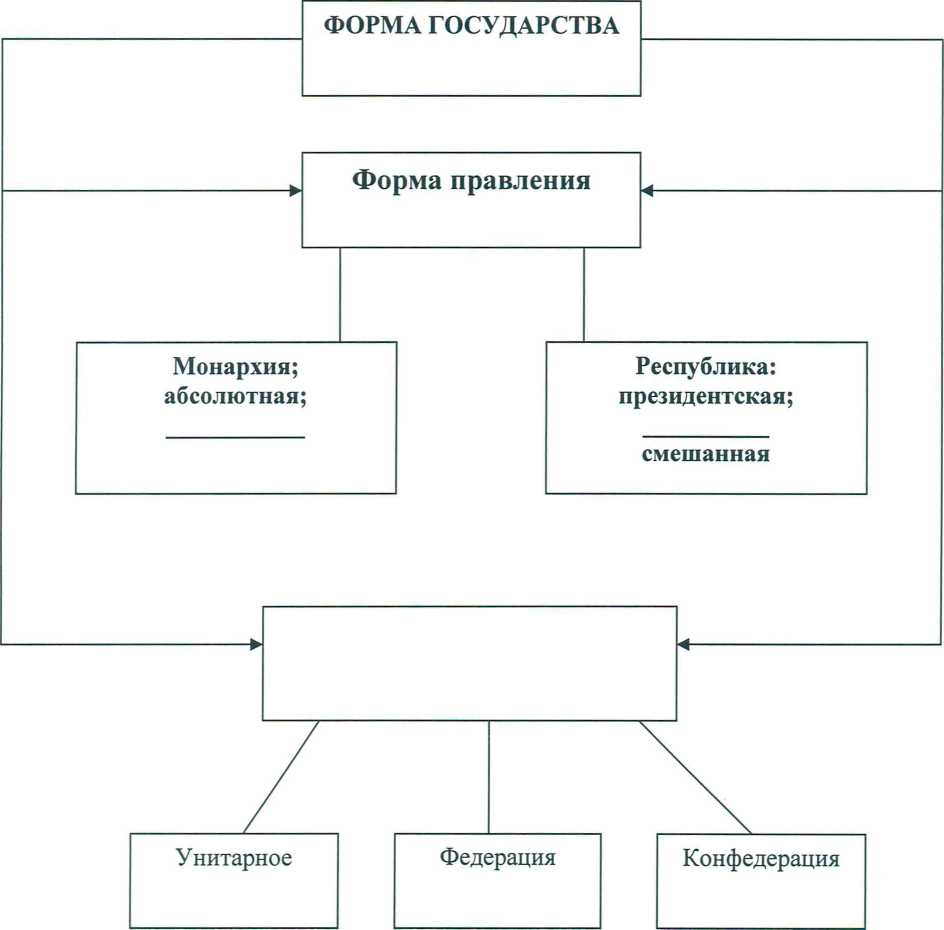 ФОРМА ГОСУДАРСТВА
Форма правления
Монархия;
абсолютная;
Республика:
президентская;
смешанная
Унитарное
Федерация
Конфедерация